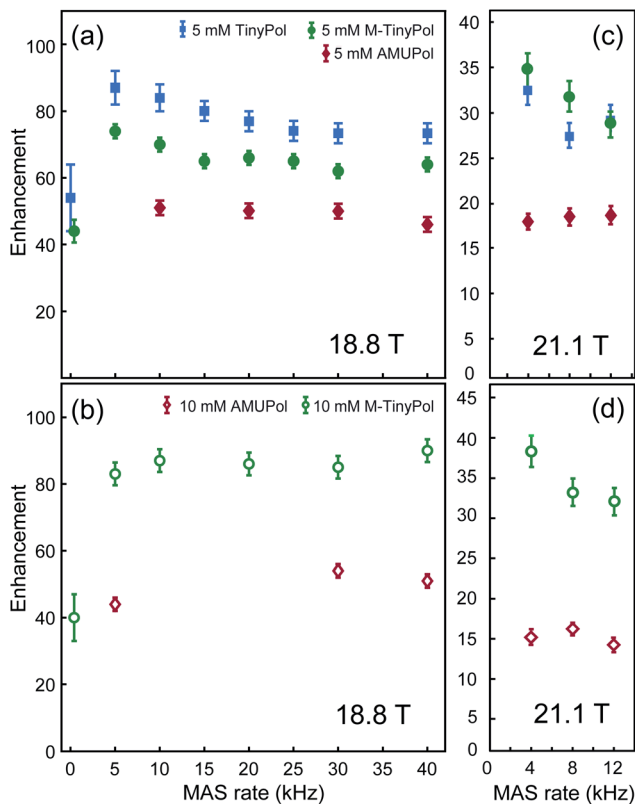 (a)
5 mM TinyPol
5 mM M-TinyPol
5 mM AMUPol
100
80
60
40
20
Enhancement
18.8 T
(c)
40
35
30
25
20
15
10
5
0
21.1 T
(b)
10 mM AMUPol
10 mM M-TinyPol
100
80
60
40
20
0
Enhancement
18.8 T
0 5 10 15 20 25 30 35 40
MAS rate (kHz)
(d)
45
40
35
30
25
20
15
10
5
0
21.1 T
0 4 8 12
MAS rate (kHz)